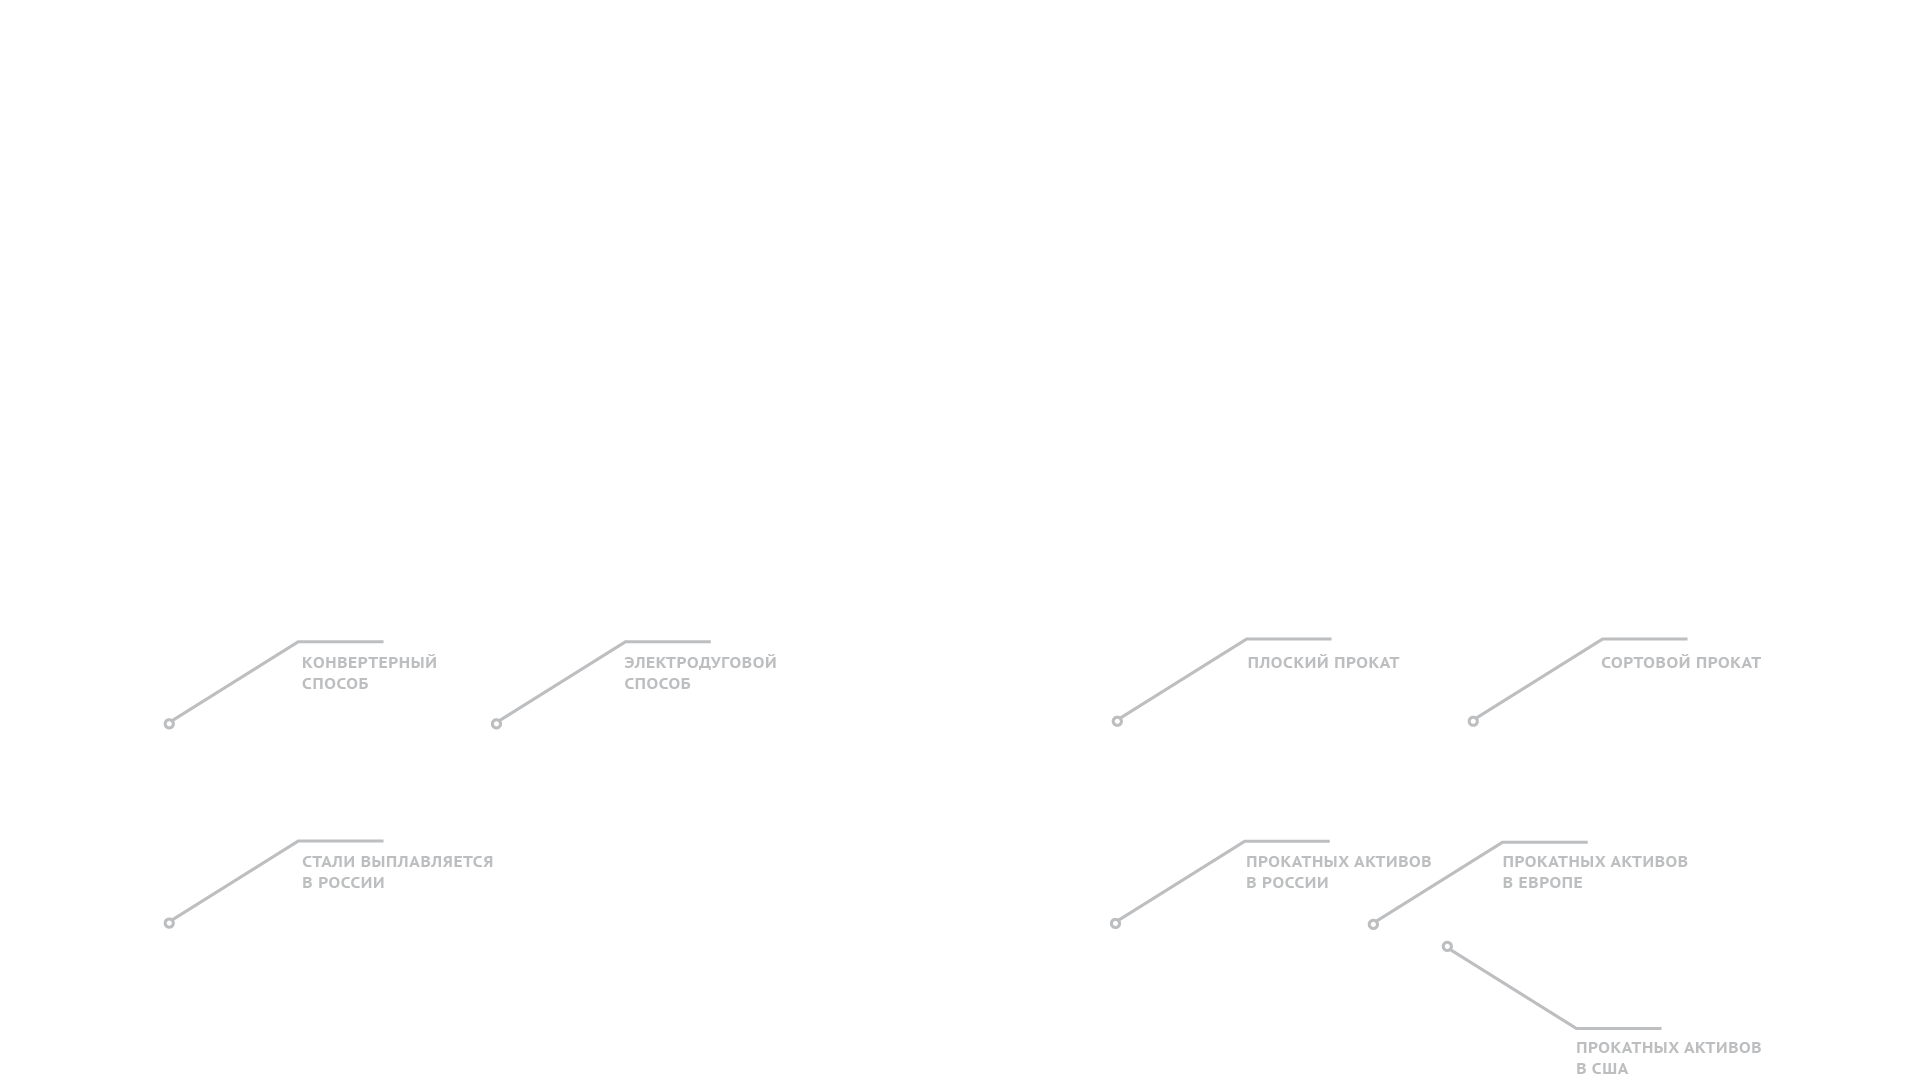 КОНВЕРТЕРНЫЙ
СПОСОБ
ЭЛЕКТРОДУГОВОЙ
СПОСОБ
ПЛОСКИЙ ПРОКАТ
СОРТОВОЙ ПРОКАТ
СТАЛИ ВЫПЛАВЛЯЕТСЯ
В РОССИИ
ПРОКАТНЫХ АКТИВОВ
В РОССИИ
ПРОКАТНЫХ АКТИВОВ
В ЕВРОПЕ
ПРОКАТНЫХ АКТИВОВ
В США